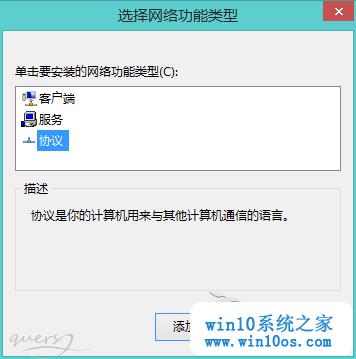 选择网络功能类型
单击要安装的网络功能类型(C):
客户端
服务
协议
描述
协议是你的计算机用来与其他计算机通信的语言。
添加
win10系统之家
www.win10os.com